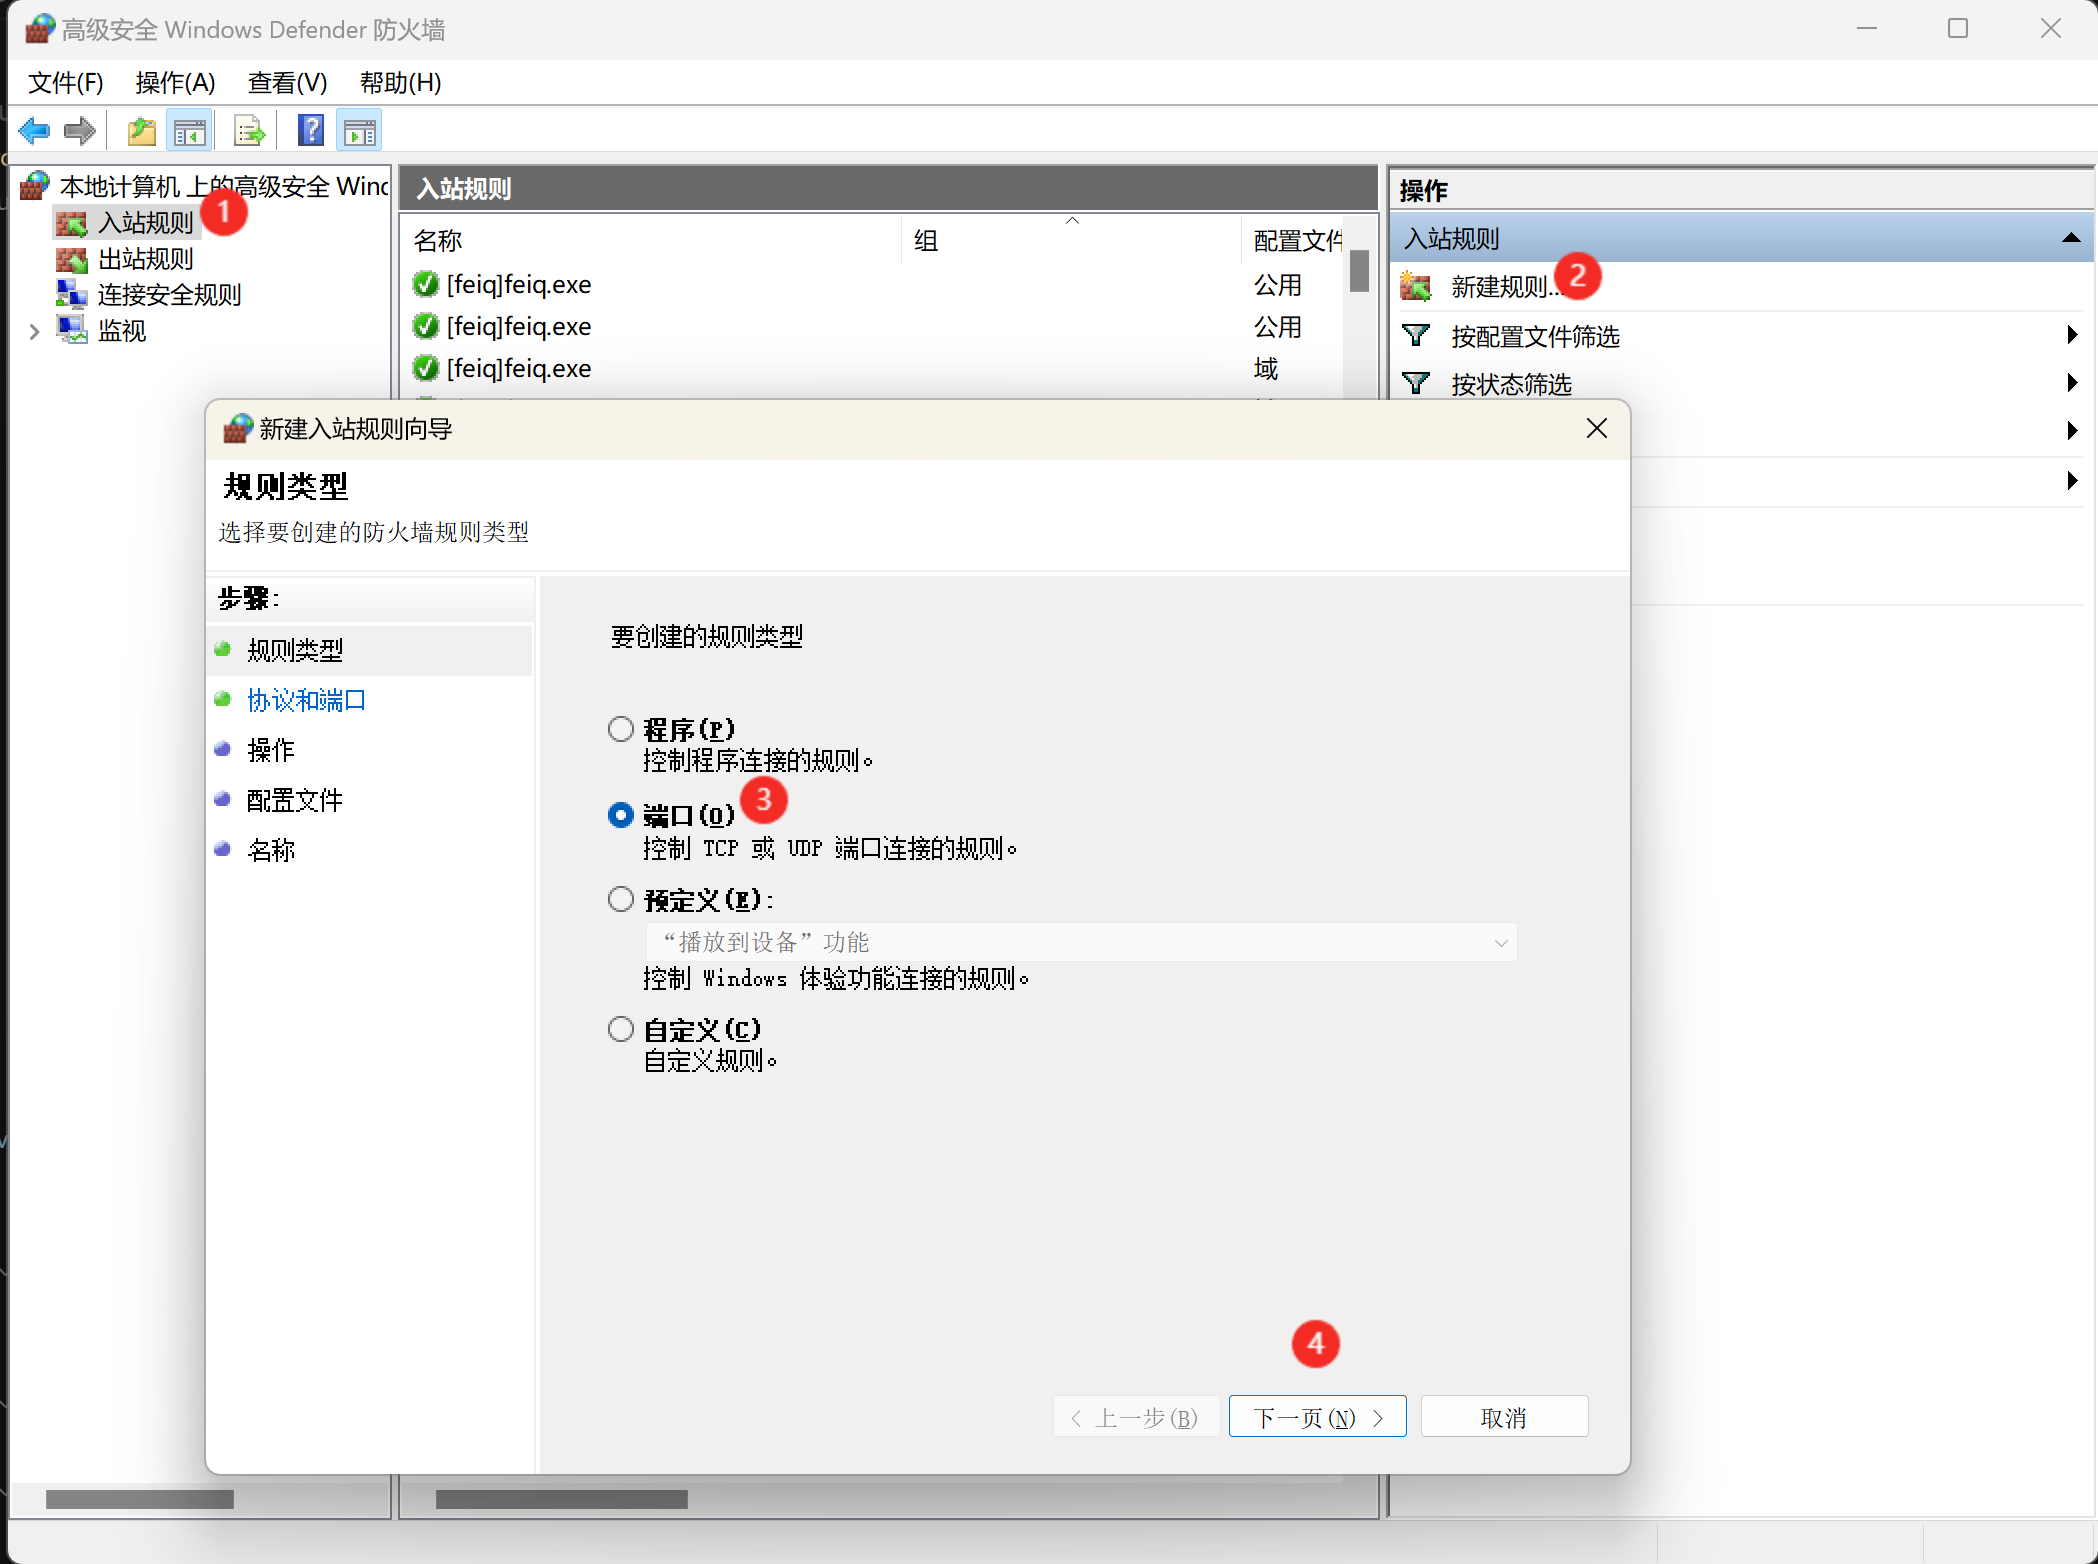 高级安全 Windows Defender 防火墙
文件(F) 操作(A) 查看(V) 帮助(H)
本地计算机 上的高级安全 Wind
入站规则
1
出站规则
连接安全规则
监视
入站规则
名称 组 配置文件
[feiq]feiq.exe 公用
[feiq]feiq.exe 公用
[feiq]feiq.exe 域
操作
入站规则
新建规则...
2
按配置文件筛选
按状态筛选
新建入站规则向导
规则类型
选择要创建的防火墙规则类型
步骤:
规则类型
协议和端口
操作
配置文件
名称
要创建的规则类型
程序(P)
控制程序连接的规则。
端口(O)
3
控制 TCP 或 UDP 端口连接的规则。
预定义(E):
“播放到设备”功能
控制 Windows 体验功能连接的规则。
自定义(C)
自定义规则。
4
< 上一步(B) 下一页(N) > 取消